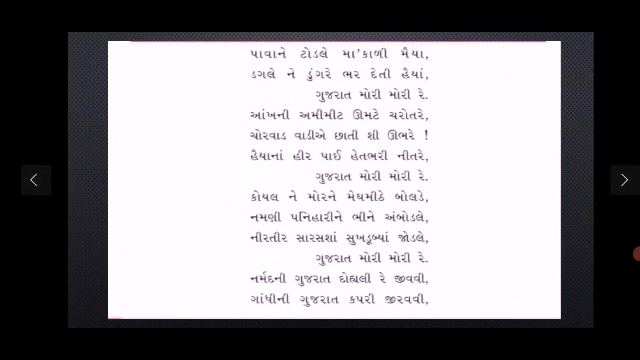 પાવાને ટોડલે મા'કાળી મૈયા,
ડગલે ને ડુંગરે ભર દેતી હૈયાં,
ગુજરાત મોરી મોરી રે.
આંખની અમીમીટ ઊમટે ચરોતરે,
ચોરવાડ વાડીએ છાતી શી ઊભરે !
હૈયાનાં હીર પાઈ હેતભરી નીતરે,
ગુજરાત મોરી મોરી રે.
કોયલ ને મોરને મેઘમીઠે બોલડે,
નમણી પનિહારીને ભીને અંબોડલે,
નીરતીર સારસશાં સુખડૂબ્યાં જોડલે,
ગુજરાત મોરી મોરી રે.
નર્મદની ગુજરાત દોહ્યલી રે જીવવી,
ગાંધીની ગુજરાત કપરી જીરવવી,